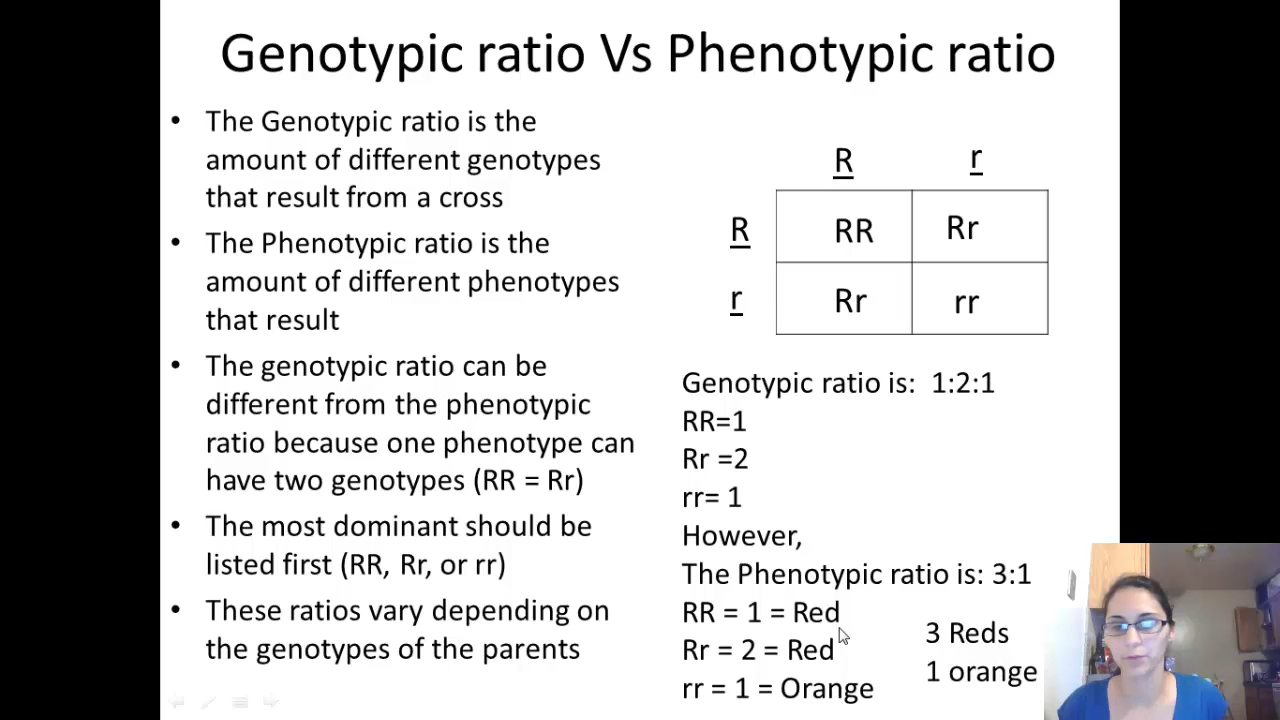 Genotypic ratio Vs Phenotypic ratio
• The Genotypic ratio is the
amount of different genotypes
that result from a cross
• The Phenotypic ratio is the
amount of different phenotypes
that result
• The genotypic ratio can be
different from the phenotypic
ratio because one phenotype can
have two genotypes (RR = Rr)
• The most dominant should be
listed first (RR, Rr, or rr)
• These ratios vary depending on
the genotypes of the parents
R r
R RR Rr
r Rr rr
Genotypic ratio is: 1:2:1
RR=1
Rr =2
rr= 1
However,
The Phenotypic ratio is: 3:1
RR = 1 = Red
Rr = 2 = Red
rr = 1 = Orange
3 Reds
1 orange